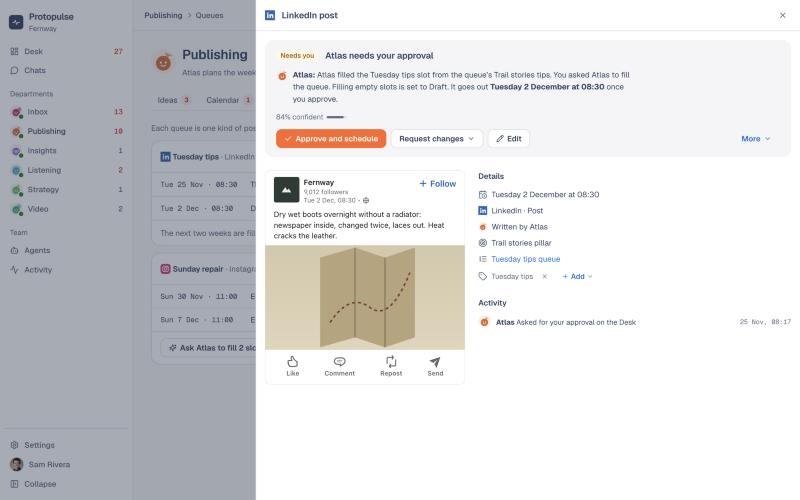 Protopulse
Fernway
Desk 27
Chats
Departments
Inbox 13
Publishing 10
Insights 1
Listening 2
Strategy 1
Video 2
Team
Agents
Activity
Settings
Sam Rivera
Collapse
Publishing > Queues
Publishing
Atlas plans the week
Ideas 3 Calendar 1
Each queue is one kind of pos
Tuesday tips · LinkedIn
Tue 25 Nov · 08:30
Tue 2 Dec · 08:30 D
The next two weeks are fill
Sunday repair · Instagra
Sun 30 Nov · 11:00 E
Sun 7 Dec · 11:00 E
Ask Atlas to fill 2 slo
LinkedIn post
Needs you Atlas needs your approval
Atlas: Atlas filled the Tuesday tips slot from the queue's Trail stories tips. You asked Atlas to fill
the queue. Filling empty slots is set to Draft. It goes out Tuesday 2 December at 08:30 once
you approve.
84% confident
Approve and schedule Request changes Edit More
Fernway
9,012 followers
Tue 2 Dec, 08:30 •
+ Follow
Dry wet boots overnight without a radiator:
newspaper inside, changed twice, laces out. Heat
cracks the leather.
Like Comment Repost Send
Details
Tuesday 2 December at 08:30
LinkedIn · Post
Written by Atlas
Trail stories pillar
Tuesday tips queue
Tuesday tips × + Add
Activity
Atlas Asked for your approval on the Desk 25 Nov, 08:17